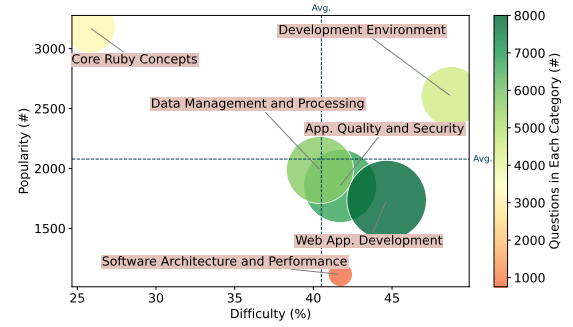 Avg.
8000
Development Environment
3000
Core Ruby Concepts
7000
Data Management and Processing
6000
2500
App. Quality and Security
5000
Avg.
2000
4000
Popularity (#)
Questions in Each Category (#)
3000
1500
Web App. Development
2000
Software Architecture and Performance
1000
25 30 35 40 45
Difficulty (%)